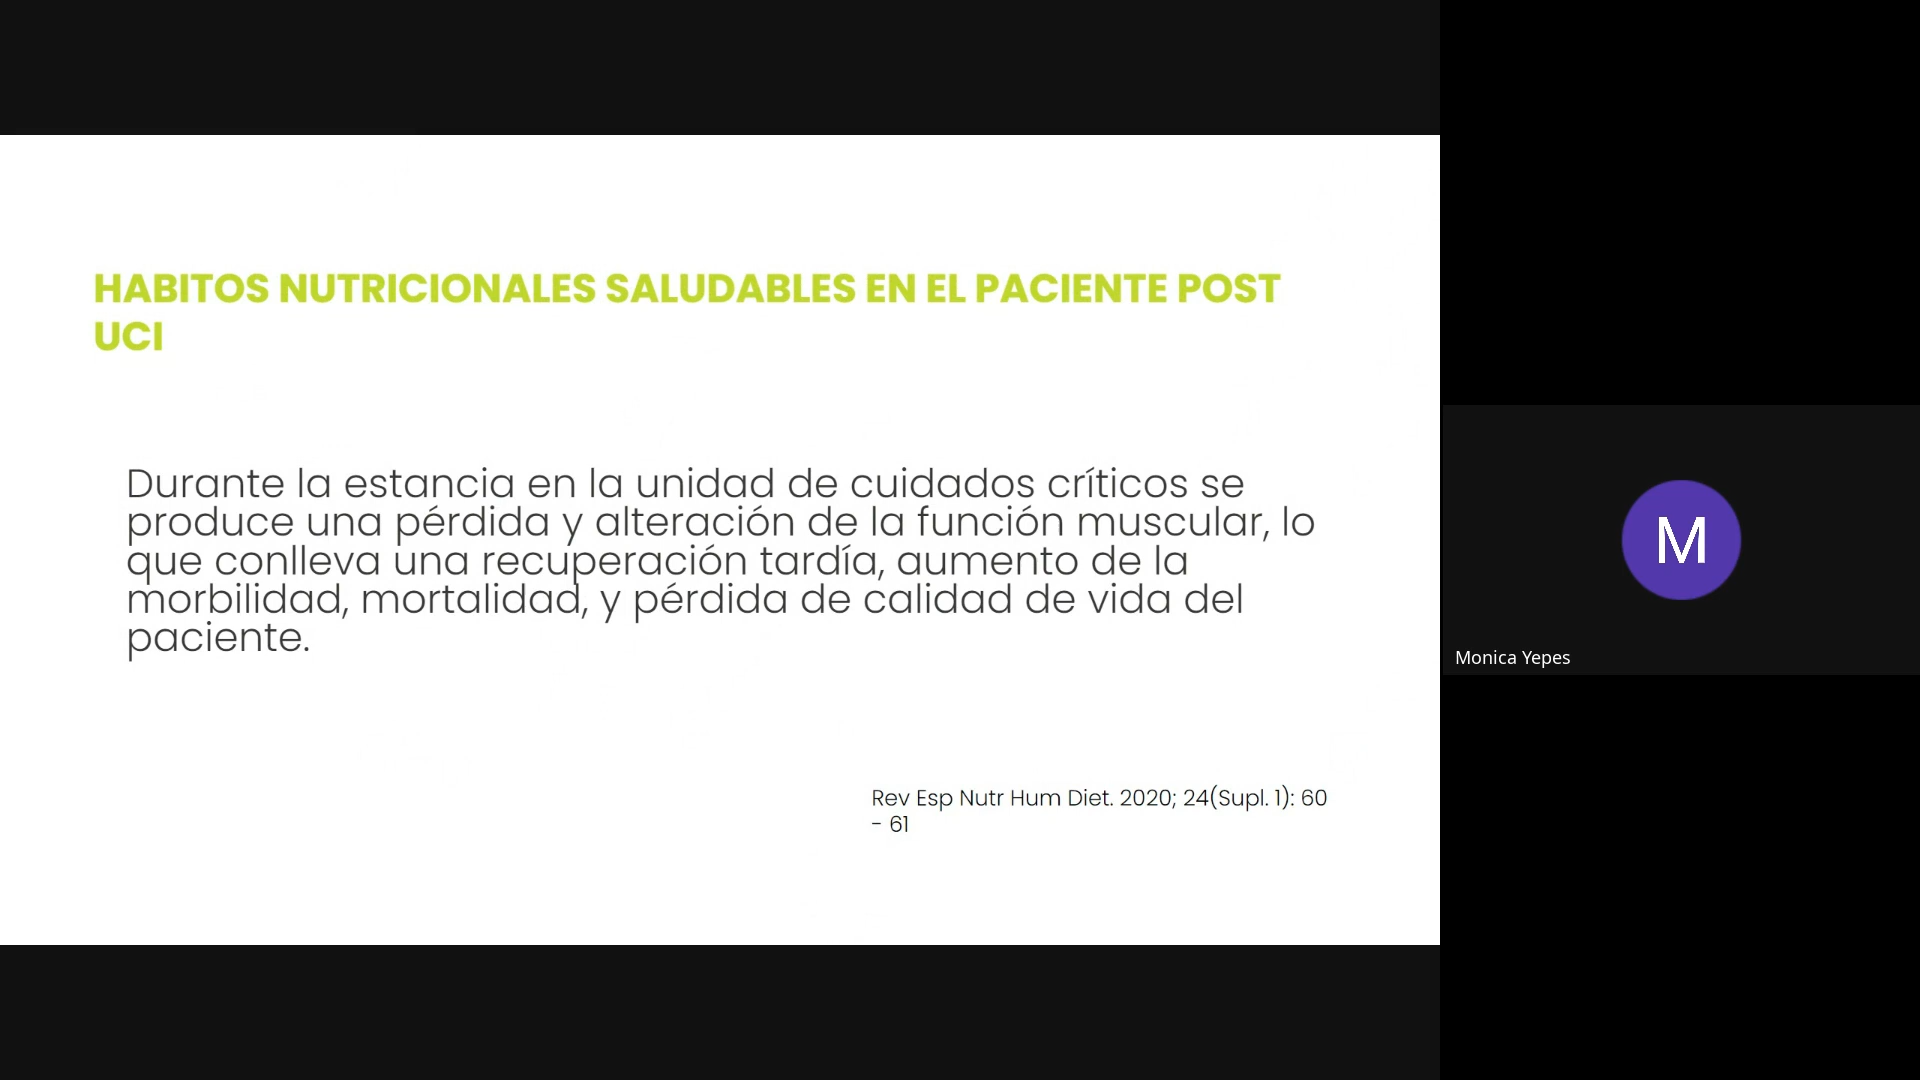 HABITOS NUTRICIONALES SALUDABLES EN EL PACIENTE POST
UCI
Durante la estancia en la unidad de cuidados críticos se
produce una pérdida y alteración de la función muscular, lo
que conlleva una recuperación tardía, aumento de la
morbilidad, mortalidad, y pérdida de calidad de vida del
paciente.
Rev Esp Nutr Hum Diet. 2020; 24(Supl. 1): 60
- 61
M
Monica Yepes